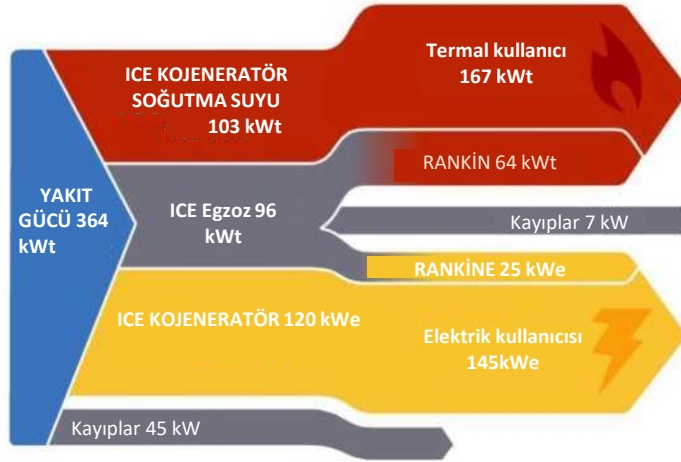 Termal kullanıcı
167 kWt
ICE KOJENERATÖR
SOĞUTMA SUYU
103 kWt
RANKİN 64 kWt
YAKIT
GÜCÜ 364
kWt
ICE Egzoz 96
kWt
Kayıplar 7 kW
RANKİNE 25 kWe
ICE KOJENERATÖR 120 kWe
Elektrik kullanıcısı
145kWe
Kayıplar 45 kW